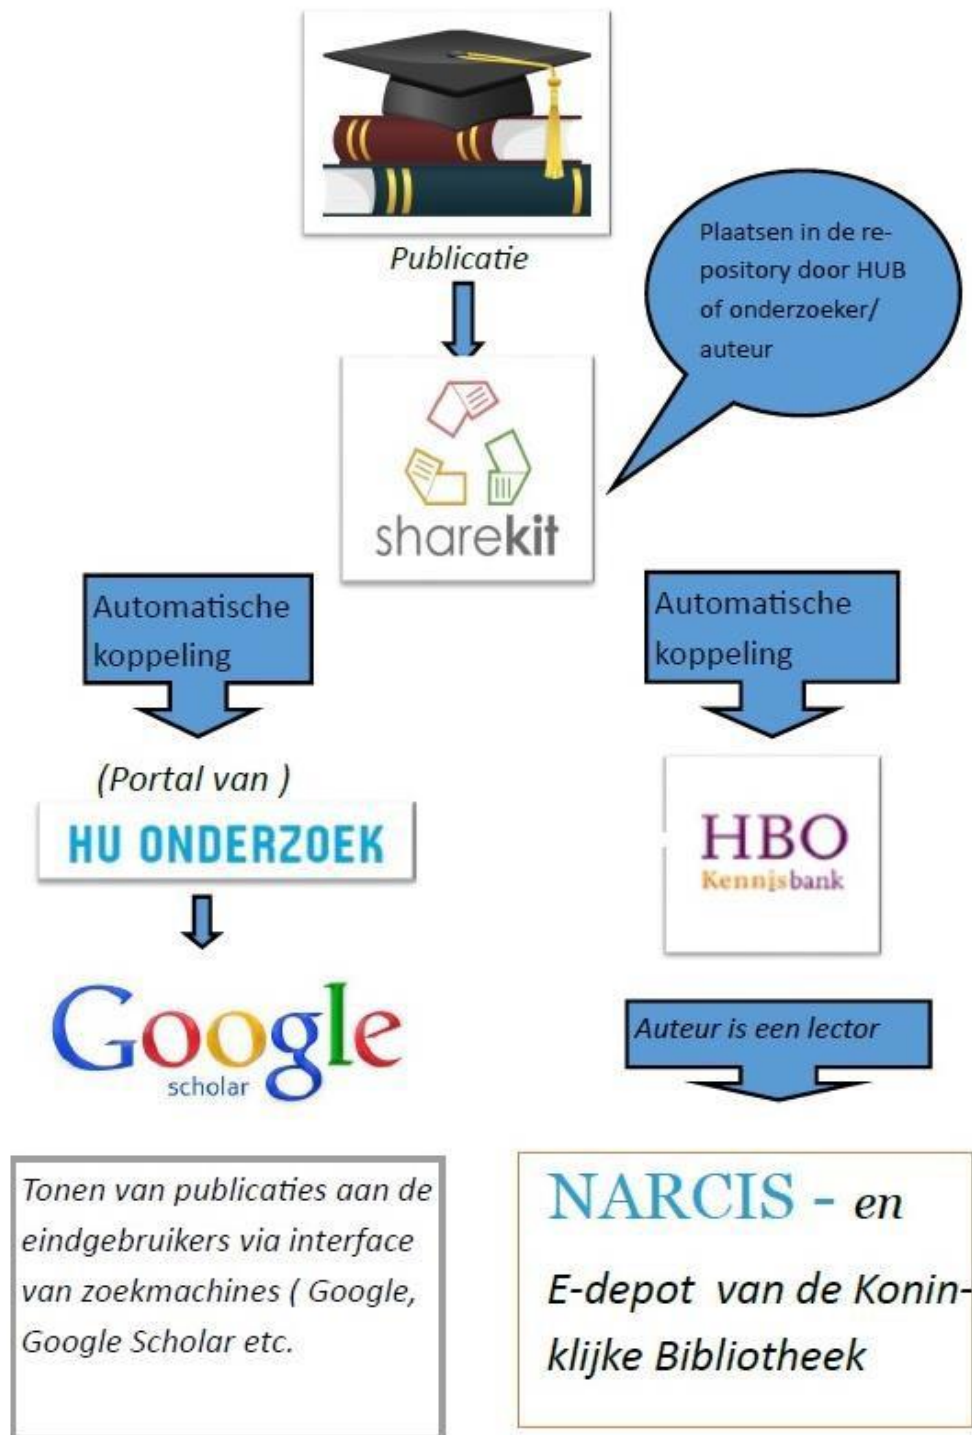 Publicatie
Plaatsen in de re-
pository door HUB
of onderzoeker/
auteur
sharekit
Automatische
koppeling
Automatische
koppeling
(Portal van )
HU ONDERZOEK
HBO
Kennisbank
Google
scholar
Auteur is een lector
Tonen van publicaties aan de
eindgebruikers via interface
van zoekmachines ( Google,
Google Scholar etc.
NARCIS - en
E-depot van de Konin-
klijke Bibliotheek